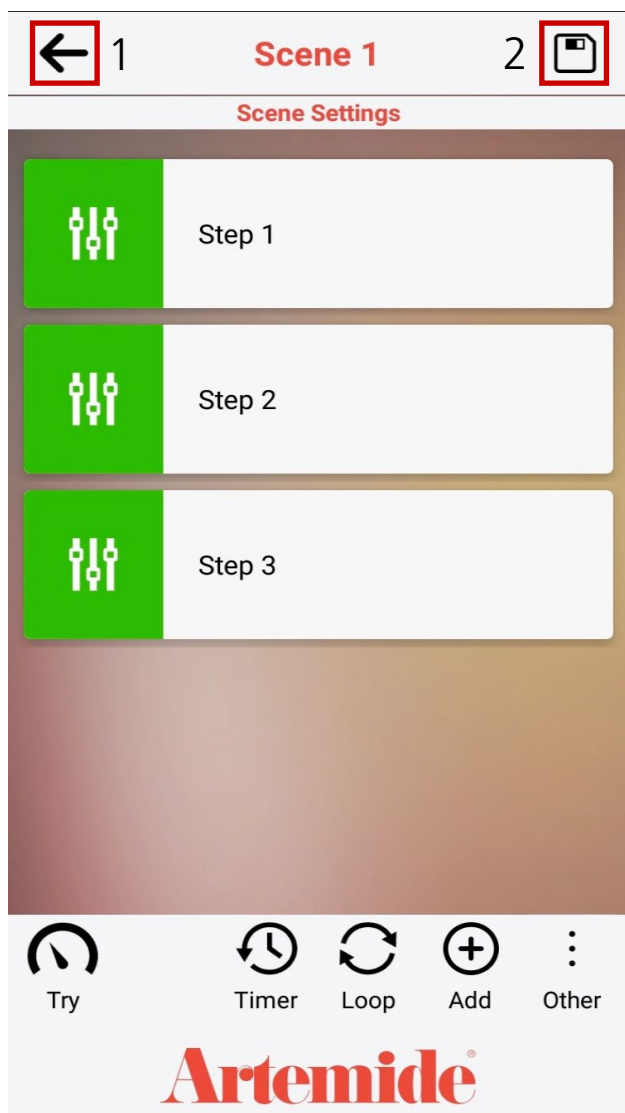 1 Scene 1 2
Scene Settings
Step 1
Step 2
Step 3
Try Timer Loop Add Other
Artemide®